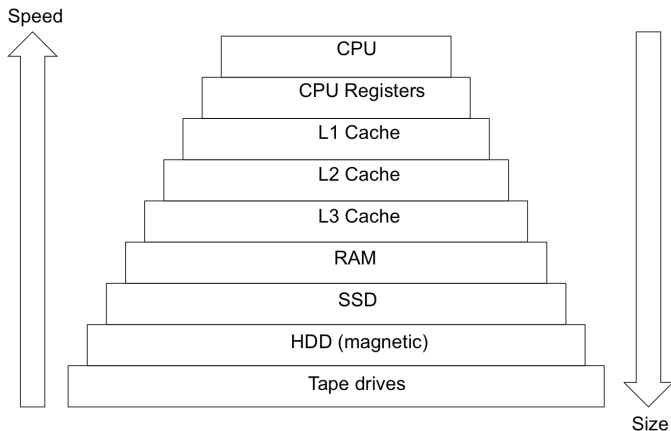 Speed
CPU
CPU Registers
L1 Cache
L2 Cache
L3 Cache
RAM
SSD
HDD (magnetic)
Tape drives
Size